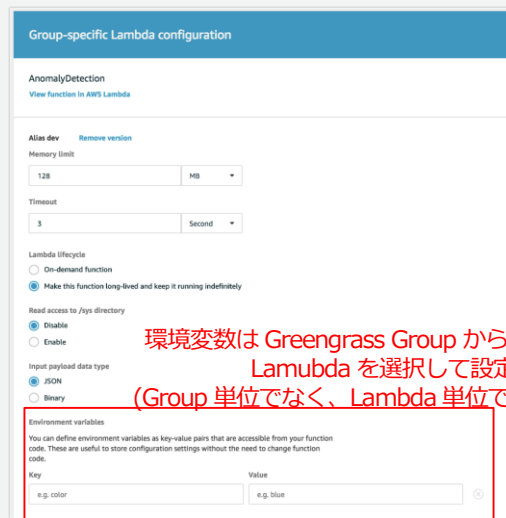 Group-specific Lambda configuration
AnomalyDetection
View function in AWS Lambda
Alias dev Remove version
Memory limit
128 MB
Timeout
3 Second
Lambda lifecycle
On-demand function
Make this function long-lived and keep it running indefinitely
Read access to /sys directory
Disable
Enable
環境変数は Greengrass Group から
Lamubda を選択して設定
(Group 単位でなく、Lambda 単位で
Input payload data type
JSON
Binary
Environment variables
You can define environment variables as key-value pairs that are accessible from your function
code. These are useful to store configuration settings without the need to change function
code.
Key Value
e.g. color e.g. blue